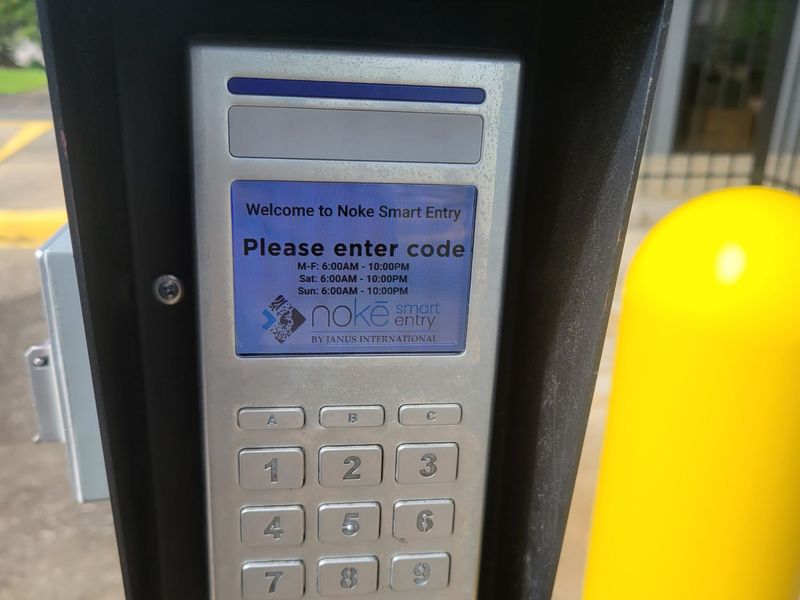 Welcome to Noke Smart Entry
Please enter code
M-F: 6:00AM - 10:00PM
Sat: 6:00AM - 10:00PM
Sun: 6:00AM - 10:00PM
nokē smart entry
BY JANUS INTERNATIONAL
A B C
1 2 3
4 5 6
7 8 9